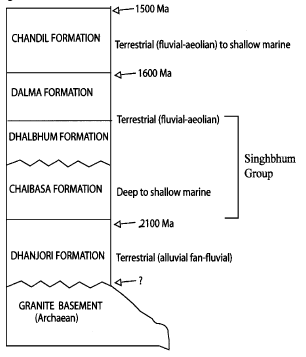 1500 Ma
CHANDIL FORMATION
Terrestrial (fluvial-aeolian) to shallow marine
1600 Ma
DALMA FORMATION
Terrestrial (fluvial-aeolian)
DHALBHUM FORMATION
Singhbhum
Group
CHAIBASA FORMATION
Deep to shallow marine
2100 Ma
DHANJORI FORMATION
Terrestrial (alluvial fan-fluvial)
?
GRANITE BASEMENT
(Archaean)